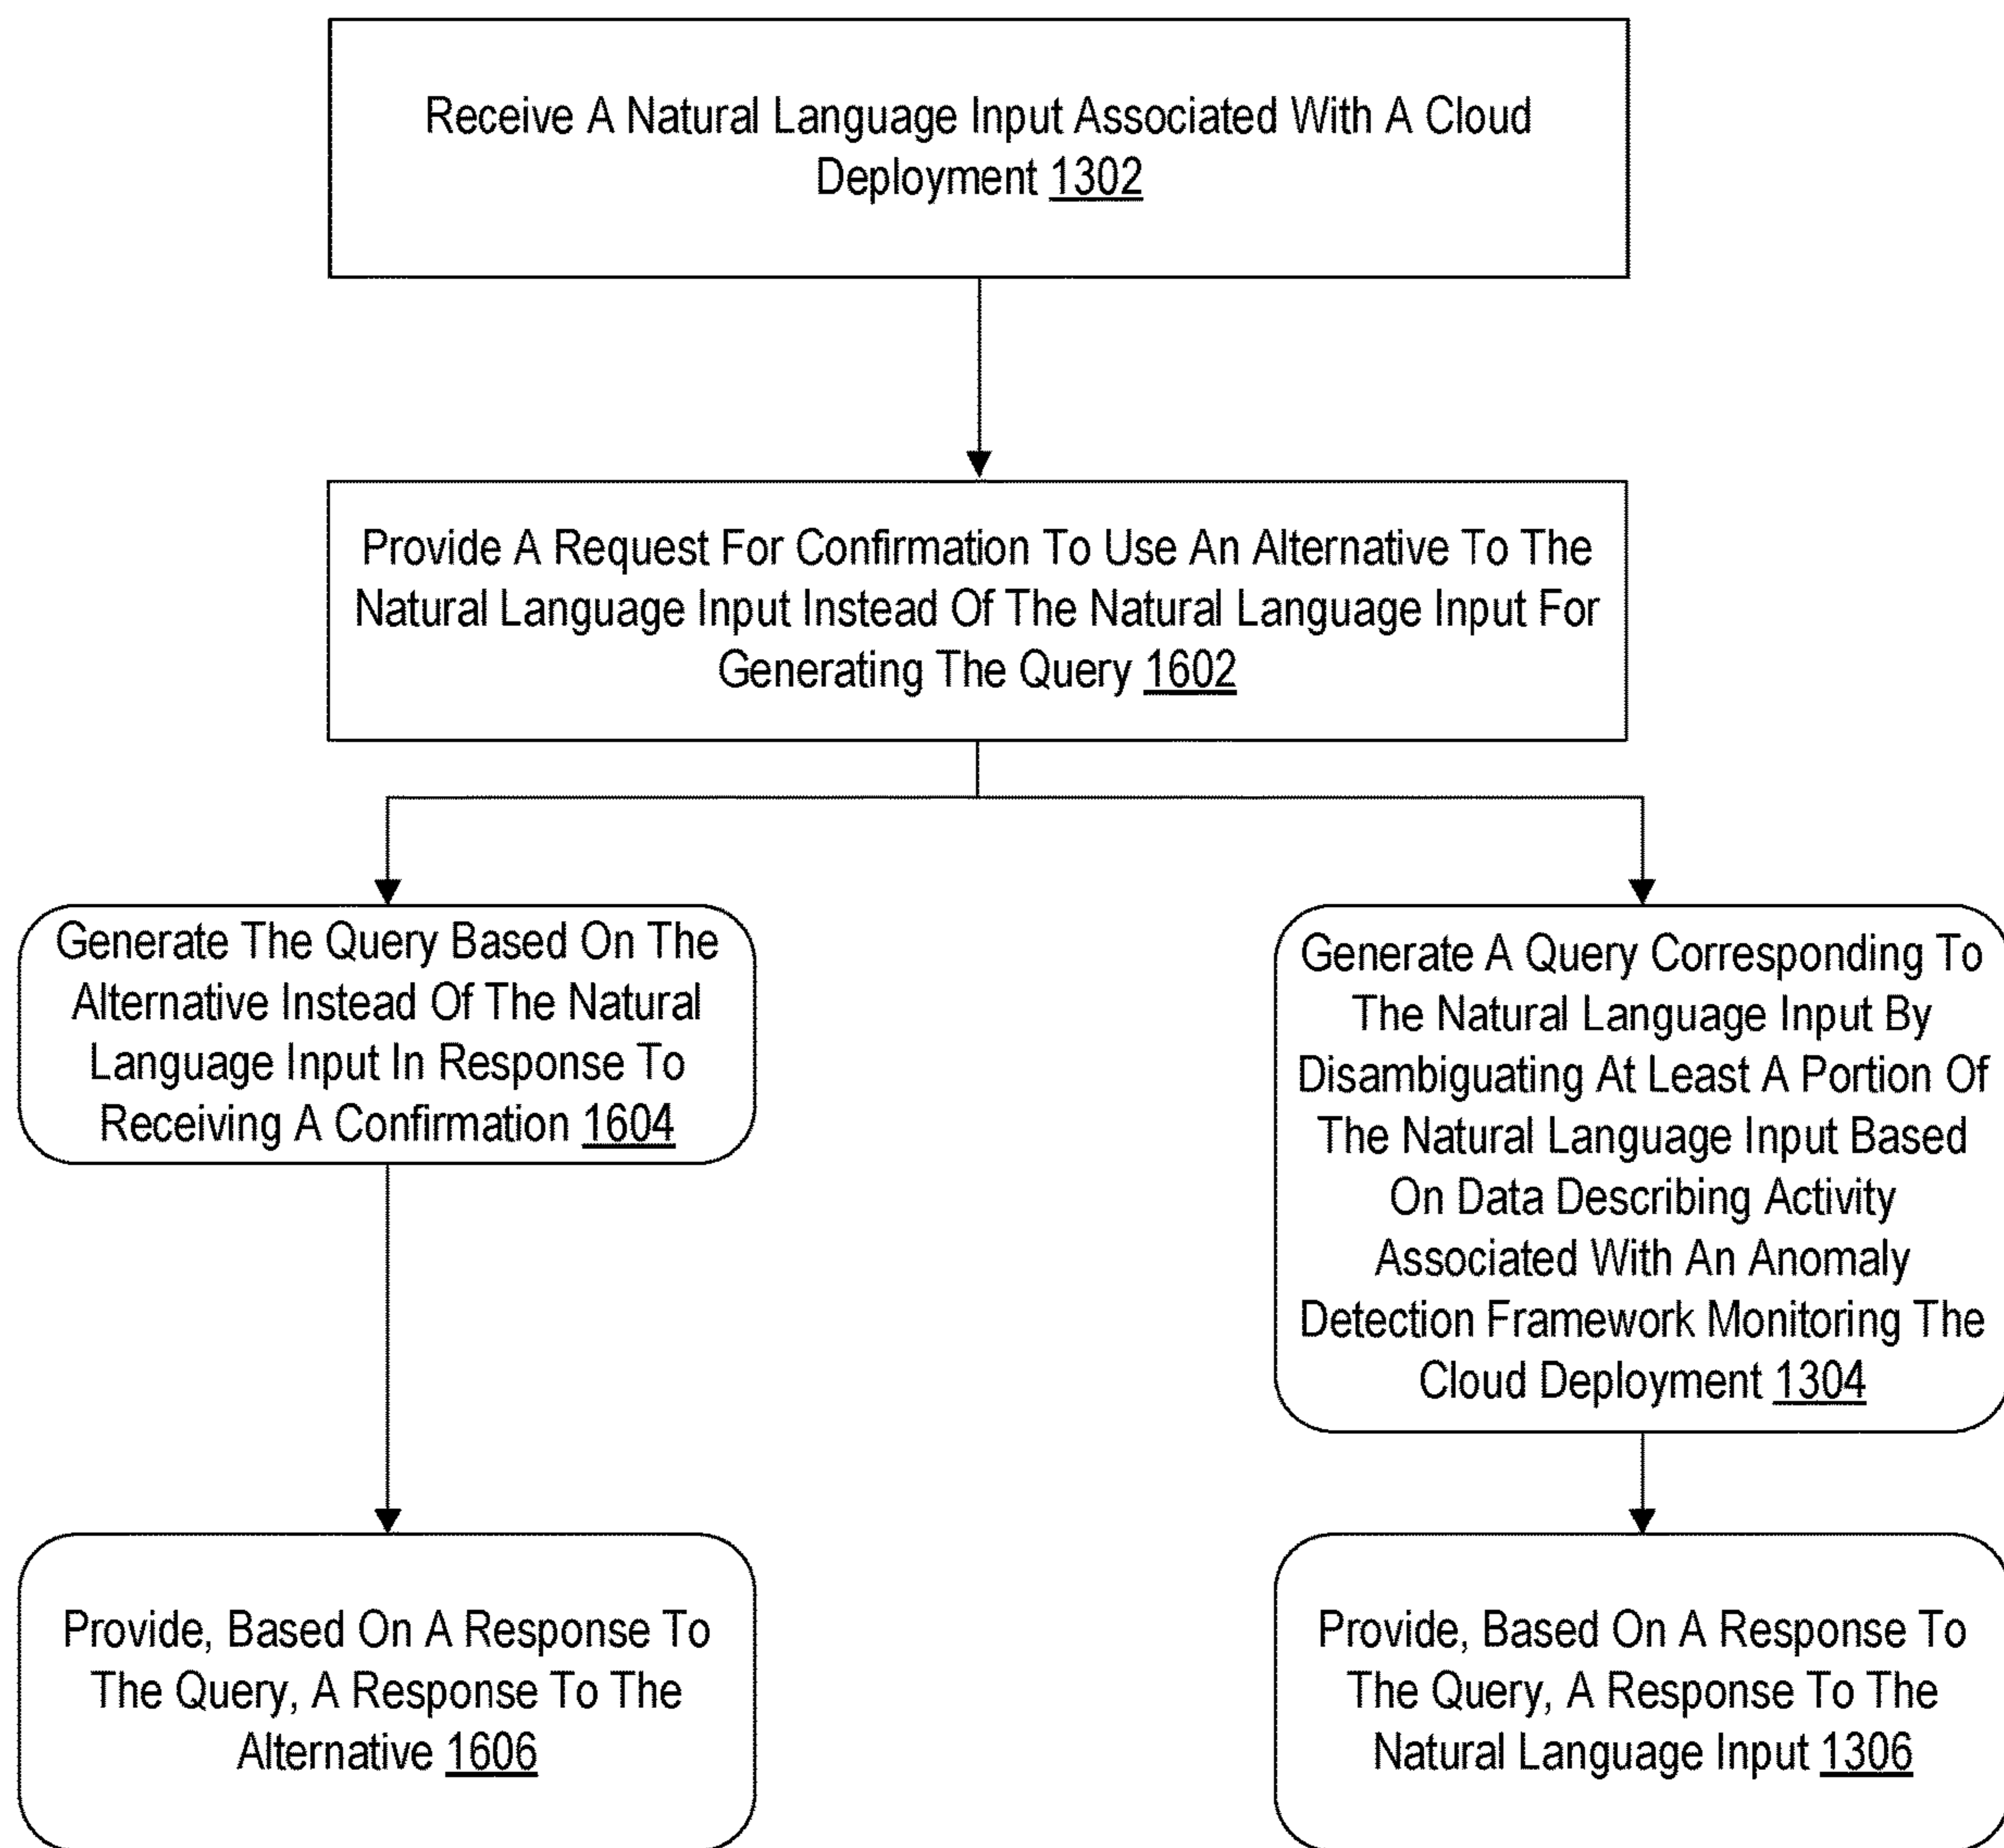 Receive A Natural Language Input Associated With A Cloud
Deployment 1302
Provide A Request For Confirmation To Use An Alternative To The
Natural Language Input Instead Of The Natural Language Input For
Generating The Query 1602
Generate The Query Based On The
Alternative Instead Of The Natural
Language Input In Response To
Receiving A Confirmation 1604
Generate A Query Corresponding To
The Natural Language Input By
Disambiguating At Least A Portion Of
The Natural Language Input Based
On Data Describing Activity
Associated With An Anomaly
Detection Framework Monitoring The
Cloud Deployment 1304
Provide, Based On A Response To
The Query, A Response To The
Alternative 1606
Provide, Based On A Response To
The Query, A Response To The
Natural Language Input 1306